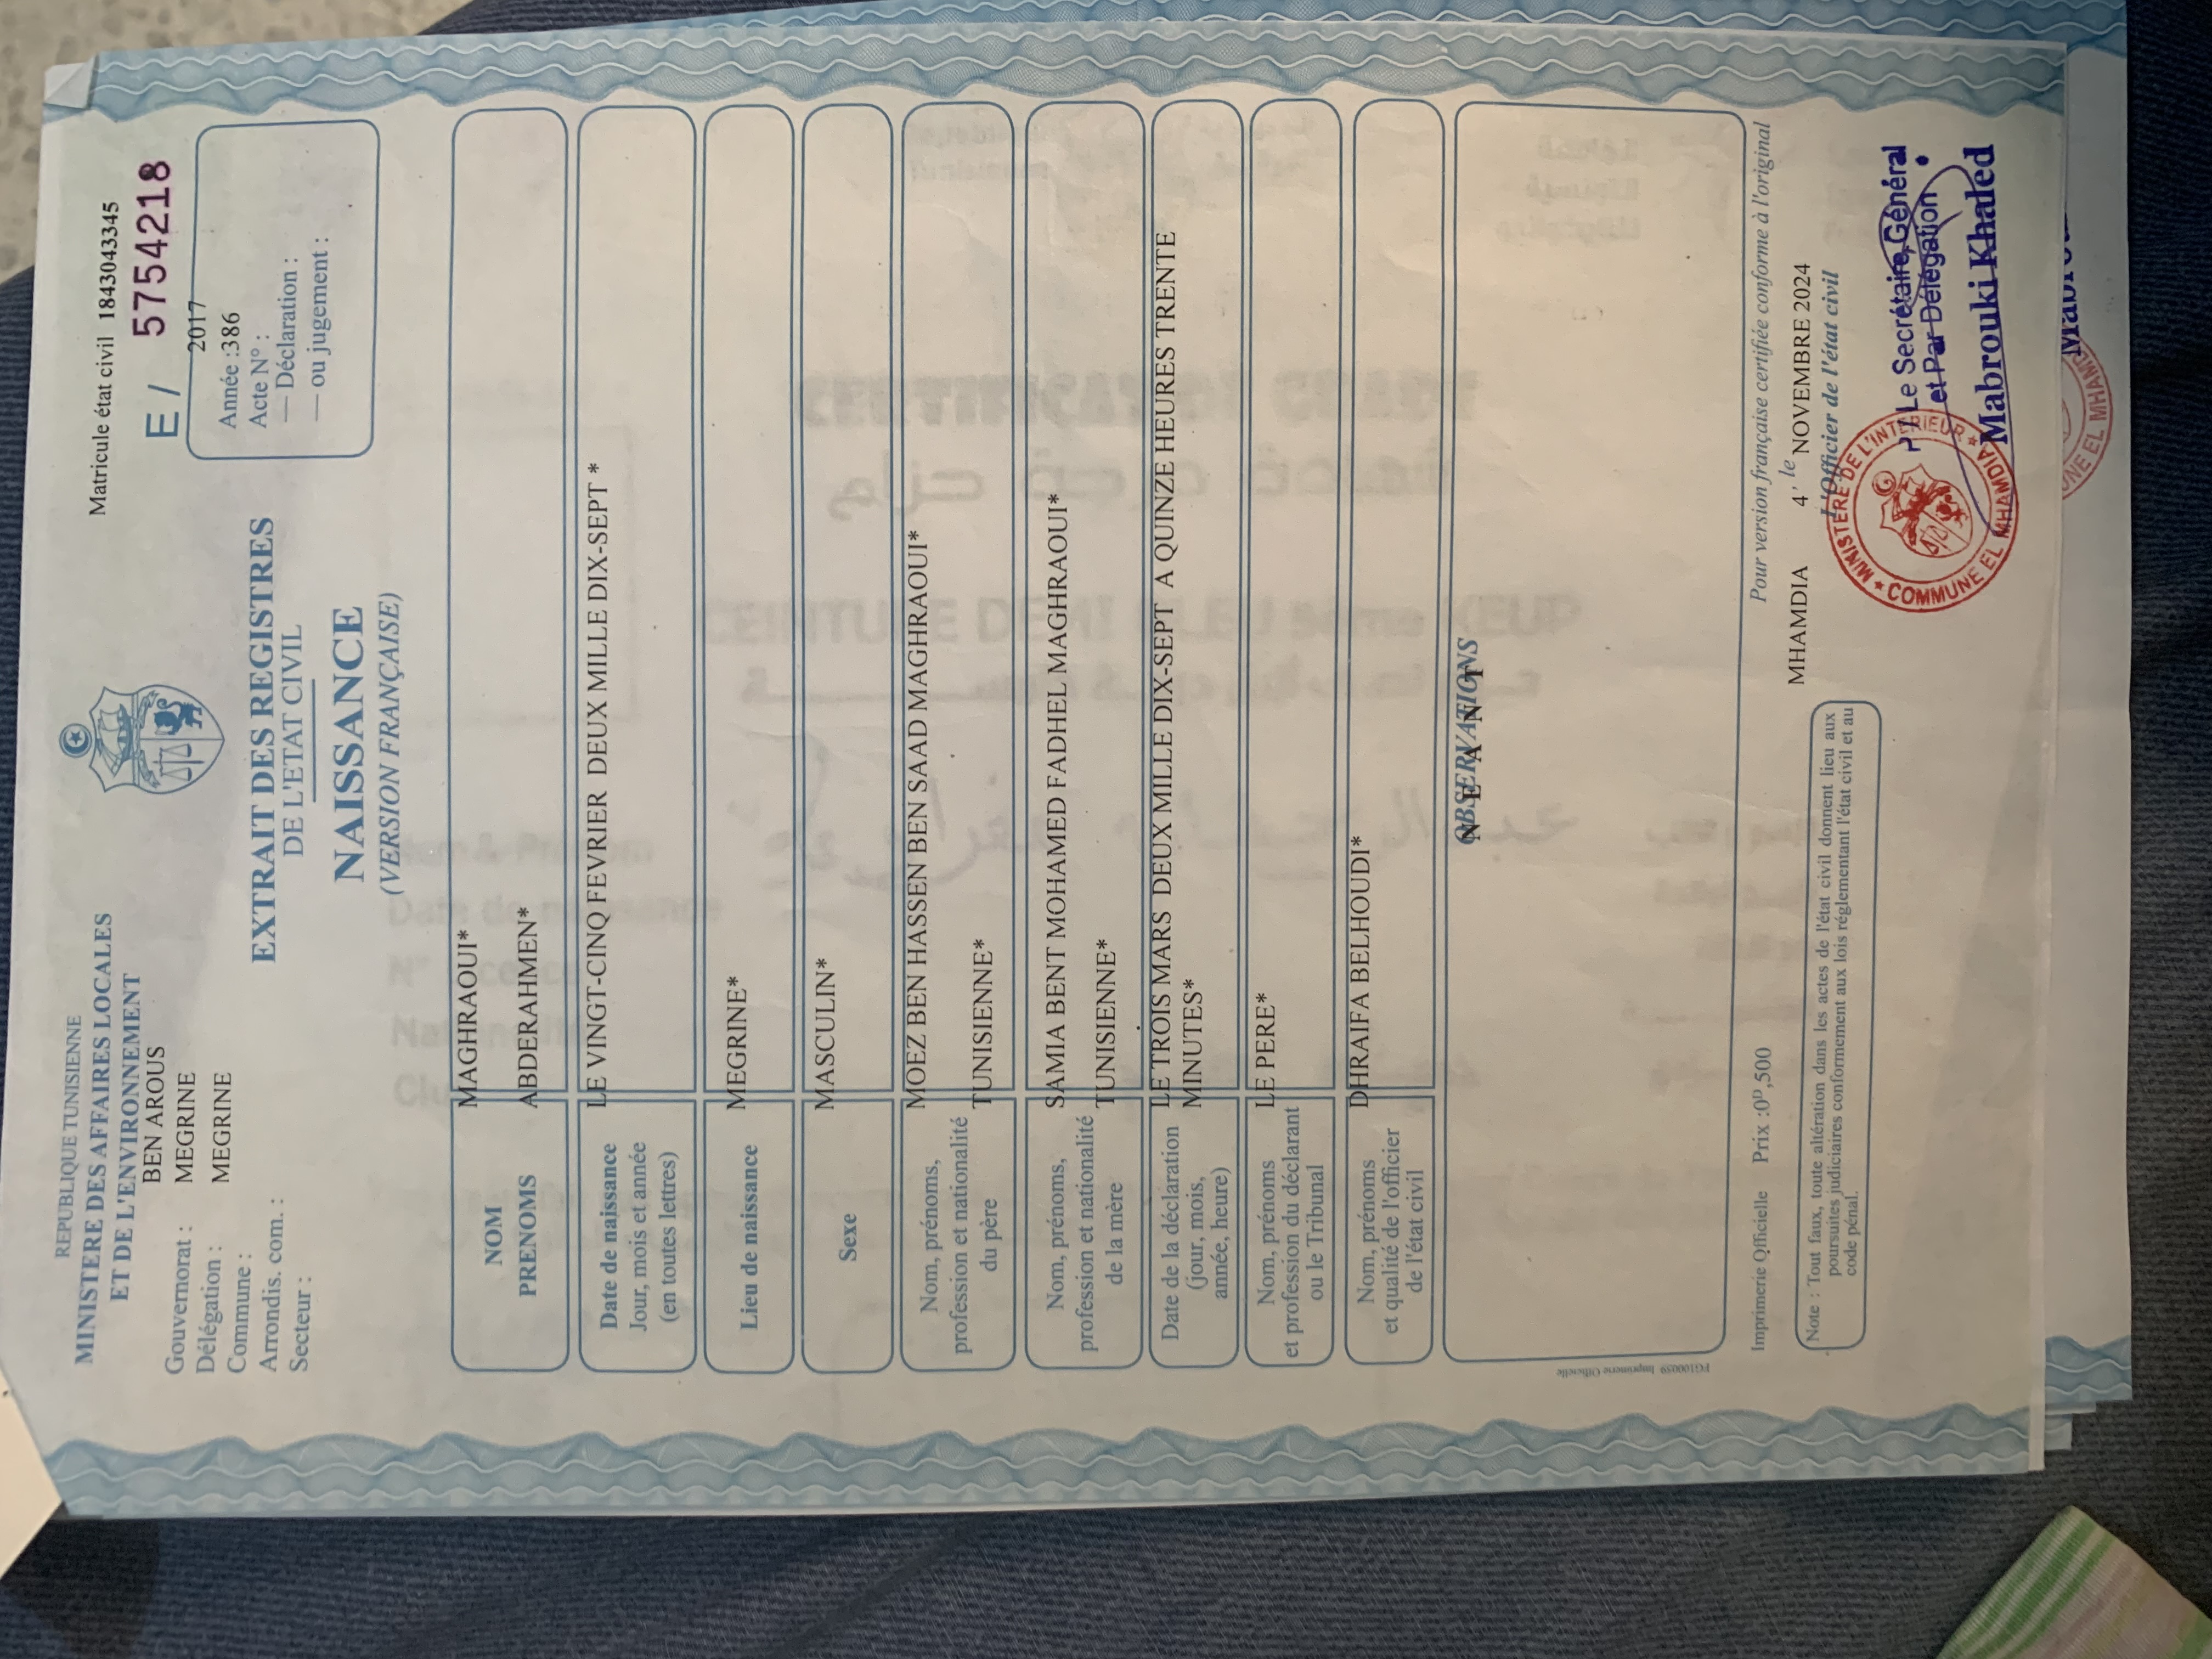 REPUBLIQUE TUNISIENNE
MINISTERE DES AFFAIRES LOCALES
ET DE L'ENVIRONNEMENT
Gouvernorat : BEN AROUS
Délégation : MEGRINE
Commune : MEGRINE
Arrondis. com. :
Secteur :
Matricule état civil 184304345
E / 5754218
2017
Année :386
Acte N° :
— Déclaration :
— ou jugement :
EXTRAIT DES REGISTRES
DE L'ETAT CIVIL
NAISSANCE
(VERSION FRANÇAISE)
NOM MAGHRAOUI*
PRENOMS ABDERAHMEN*
Date de naissance
Jour, mois et année
(en toutes lettres)
LE VINGT-CINQ FEVRIER DEUX MILLE DIX-SEPT *
Lieu de naissance MEGRINE*
Sexe MASCULIN*
Nom, prénoms,
profession et nationalité
du père
MOEZ BEN HASSEN BEN SAAD MAGHRAOUI*
TUNISIENNE*
Nom, prénoms,
profession et nationalité
de la mère
SAMIA BENT MOHAMED FADHEL MAGHRAOUI*
TUNISIENNE*
Date de la déclaration
(jour, mois,
année, heure)
LE TROIS MARS DEUX MILLE DIX-SEPT A QUINZE HEURES TRENTE
MINUTES*
Nom, prénoms
et profession du déclarant
ou le Tribunal
LE PERE*
Nom, prénoms
et qualité de l'officier
de l'état civil
DHRAIFA BELHOUDI*
OBSERVATIONS
N E A N T
PG100059 Imprimerie Officielle
Imprimerie Officielle Prix :0D,500
Pour version française certifiée conforme à l'original
MHAMDIA 4, le NOVEMBRE 2024
L'Officier de l'état civil
Note : Tout faux, toute altération dans les actes de l'état civil donnent lieu aux
poursuites judiciaires conformement aux lois réglementant l'état civil et au
code pénal.
MINISTERE DE L'INTERIEUR
COMMUNE EL MHAMDIA
Le Secrétaire Général
et Par Délégation
Mabrouki Khaled